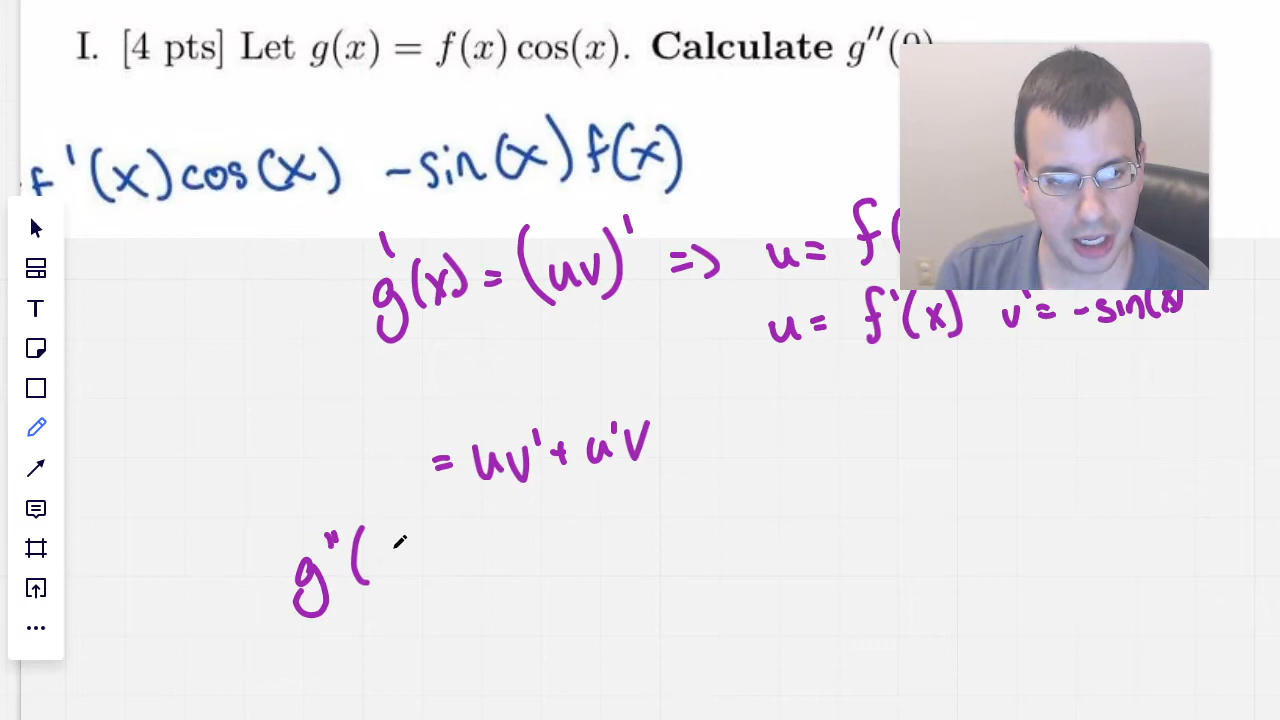 I. [4 pts] Let g(x) = f(x) cos(x). Calculate g″(0)
f'(x)cos(x) -sin(x)f(x)
g'(x) = (uv)' => u = f(
u = f'(x) v' = -sin(x)
= uv' + u'v
g"(
T